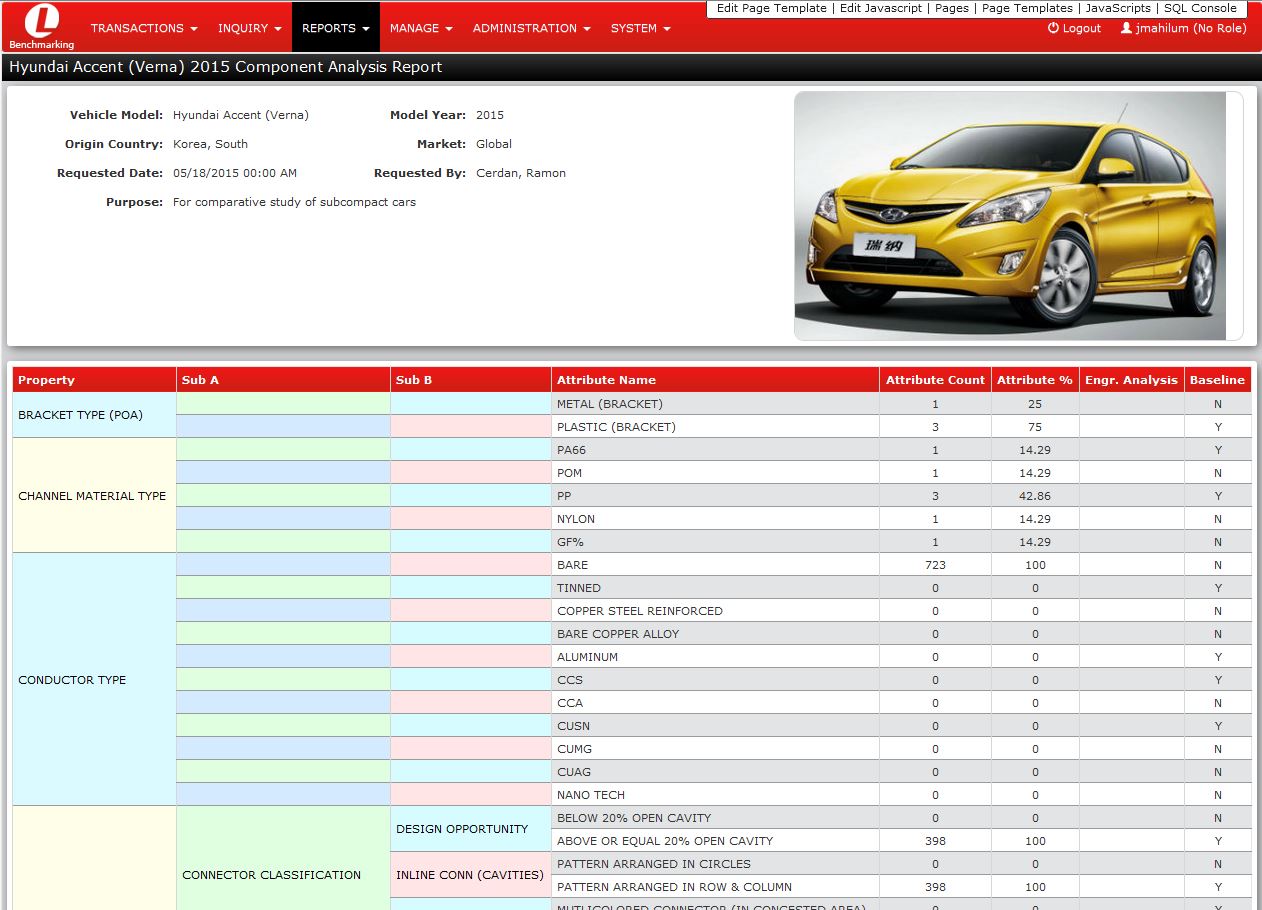 Edit Page Template | Edit Javascript | Pages | Page Templates | JavaScripts | SQL Console
L
Benchmarking
TRANSACTIONS INQUIRY REPORTS MANAGE ADMINISTRATION SYSTEM
Logout jmahilum (No Role)
Hyundai Accent (Verna) 2015 Component Analysis Report
Vehicle Model: Hyundai Accent (Verna) Model Year: 2015
Origin Country: Korea, South Market: Global
Requested Date: 05/18/2015 00:00 AM Requested By: Cerdan, Ramon
Purpose: For comparative study of subcompact cars
瑞纳
Property Sub A Sub B Attribute Name Attribute Count Attribute % Engr. Analysis Baseline
BRACKET TYPE (POA)
METAL (BRACKET) 1 25 N
PLASTIC (BRACKET) 3 75 Y
CHANNEL MATERIAL TYPE
PA66 1 14.29 Y
POM 1 14.29 N
PP 3 42.86 Y
NYLON 1 14.29 N
GF% 1 14.29 N
CONDUCTOR TYPE
BARE 723 100 N
TINNED 0 0 Y
COPPER STEEL REINFORCED 0 0 N
BARE COPPER ALLOY 0 0 N
ALUMINUM 0 0 Y
CCS 0 0 Y
CCA 0 0 N
CUSN 0 0 Y
CUMG 0 0 N
CUAG 0 0 N
NANO TECH 0 0 N
CONNECTOR CLASSIFICATION
DESIGN OPPORTUNITY
BELOW 20% OPEN CAVITY 0 0 N
ABOVE OR EQUAL 20% OPEN CAVITY 398 100 Y
INLINE CONN (CAVITIES)
PATTERN ARRANGED IN CIRCLES 0 0 N
PATTERN ARRANGED IN ROW & COLUMN 398 100 Y
MUTLICOLORED CONNECTOR (IN CONGESTED AREA) 0 0 Y